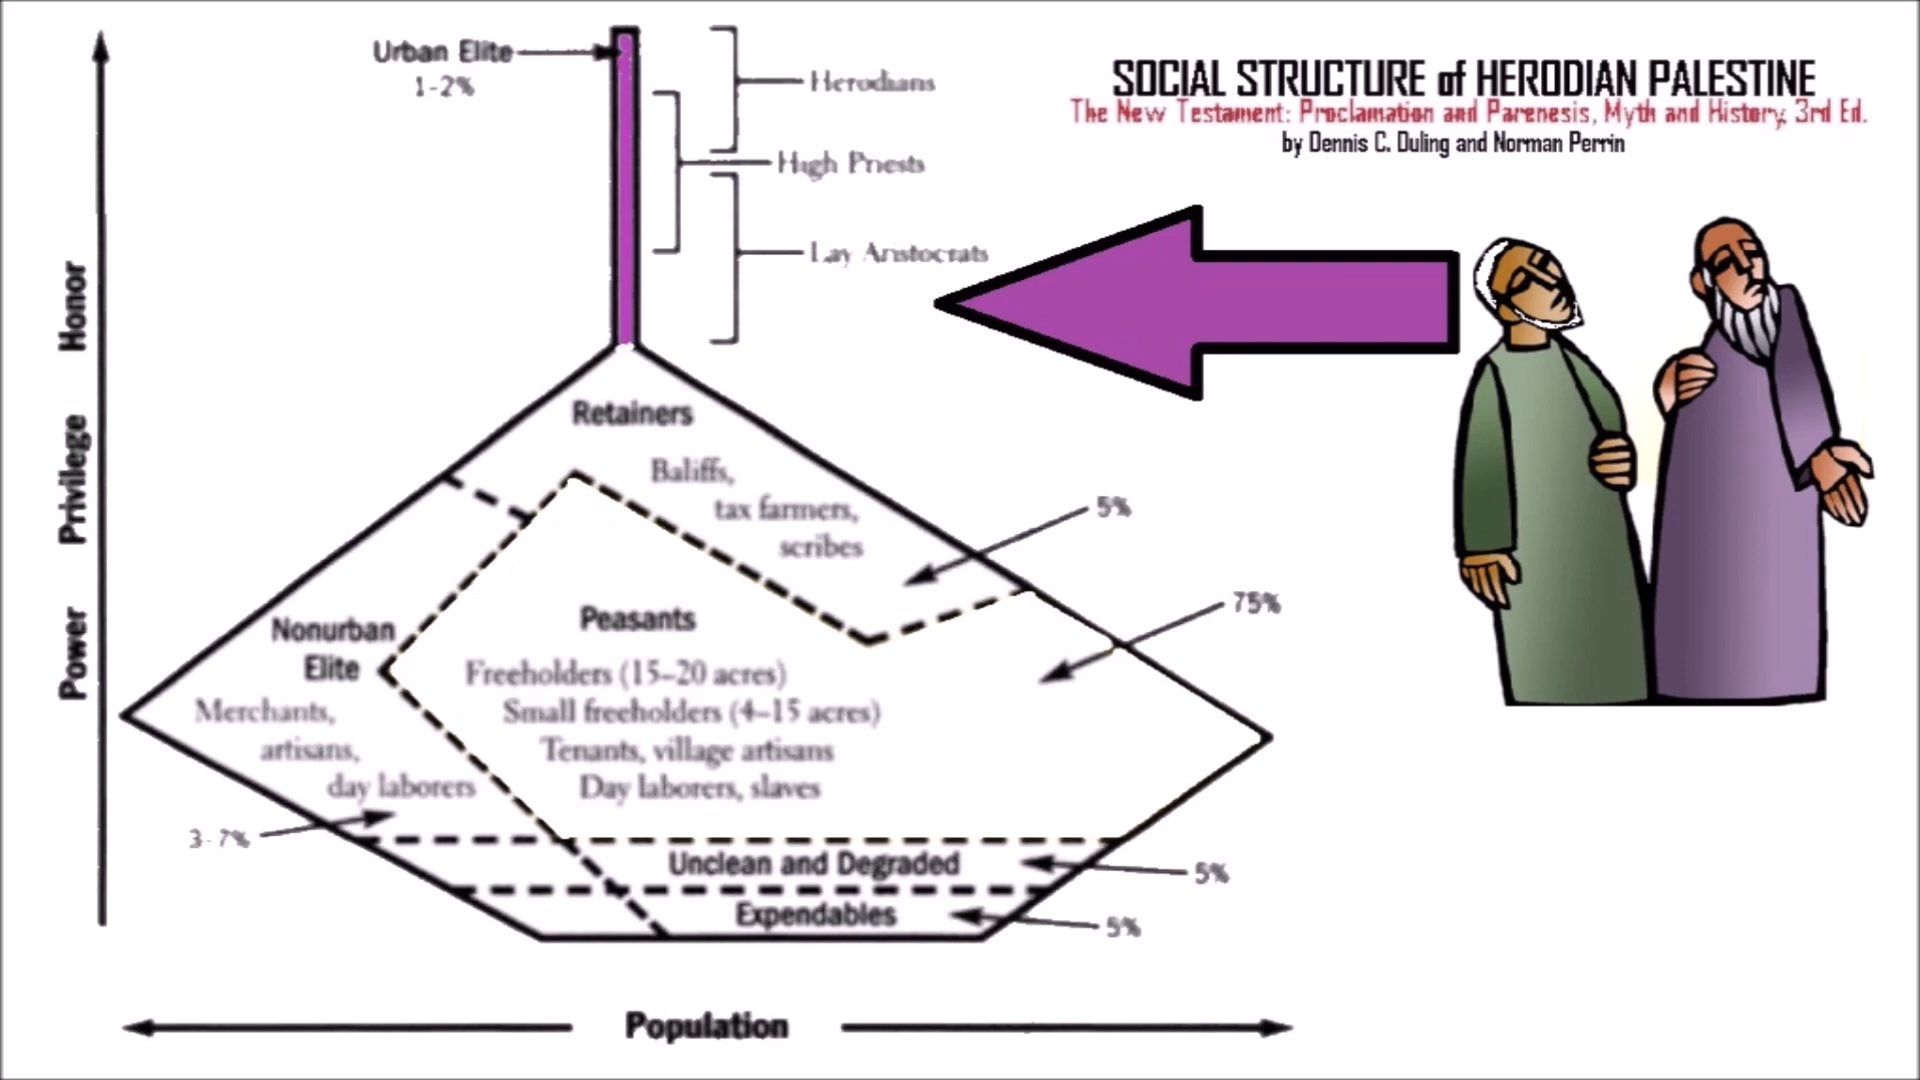 SOCIAL STRUCTURE of HERODIAN PALESTINE
The New Testament: Proclamation and Parenesis, Myth and History, 3rd Ed.
by Dennis C. Duling and Norman Perrin
Urban Elite
1-2%
Herodians
High Priests
Lay Aristocrats
Honor
Privilege
Power
Retainers
Baliffs,
tax farmers,
scribes
5%
75%
Nonurban
Elite
Merchants,
artisans,
day laborers
3-7%
Peasants
Freeholders (15–20 acres)
Small freeholders (4–15 acres)
Tenants, village artisans
Day laborers, slaves
Unclean and Degraded
5%
Expendables
5%
Population